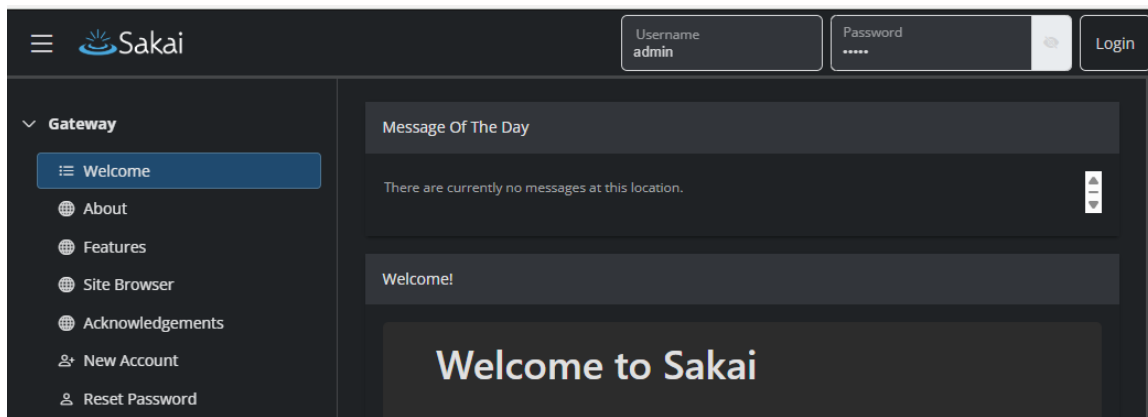 Sakai
Username
admin
Password
•••••
Login
Gateway
Welcome
About
Features
Site Browser
Acknowledgements
New Account
Reset Password
Message Of The Day
There are currently no messages at this location.
Welcome!
Welcome to Sakai